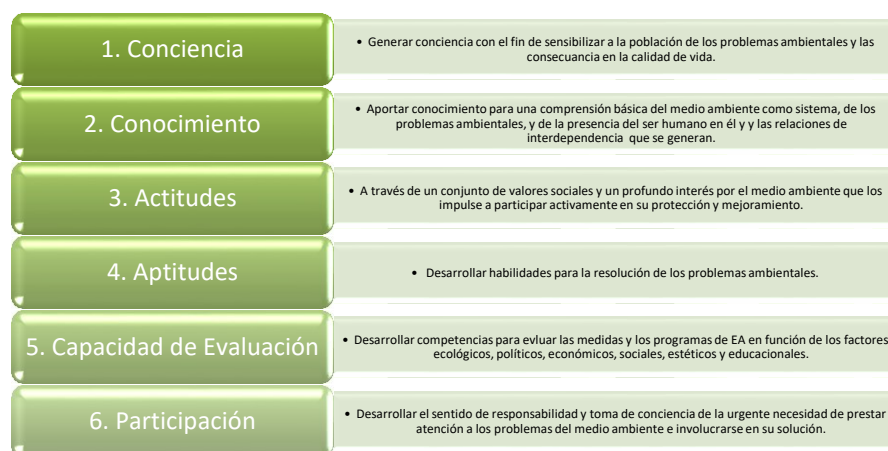 1. Conciencia
• Generar conciencia con el fin de sensibilizar a la población de los problemas ambientales y las
consecuancia en la calidad de vida.
2. Conocimiento
• Aportar conocimiento para una comprensión básica del medio ambiente como sistema, de los
problemas ambientales, y de la presencia del ser humano en él y y las relaciones de
interdependencia que se generan.
3. Actitudes
• A través de un conjunto de valores sociales y un profundo interés por el medio ambiente que los
impulse a participar activamente en su protección y mejoramiento.
4. Aptitudes
• Desarrollar habilidades para la resolución de los problemas ambientales.
5. Capacidad de Evaluación
• Desarrollar competencias para evluar las medidas y los programas de EA en función de los factores
ecológicos, políticos, económicos, sociales, estéticos y educacionales.
6. Participación
• Desarrollar el sentido de responsabilidad y toma de conciencia de la urgente necesidad de prestar
atención a los problemas del medio ambiente e involucrarse en su solución.